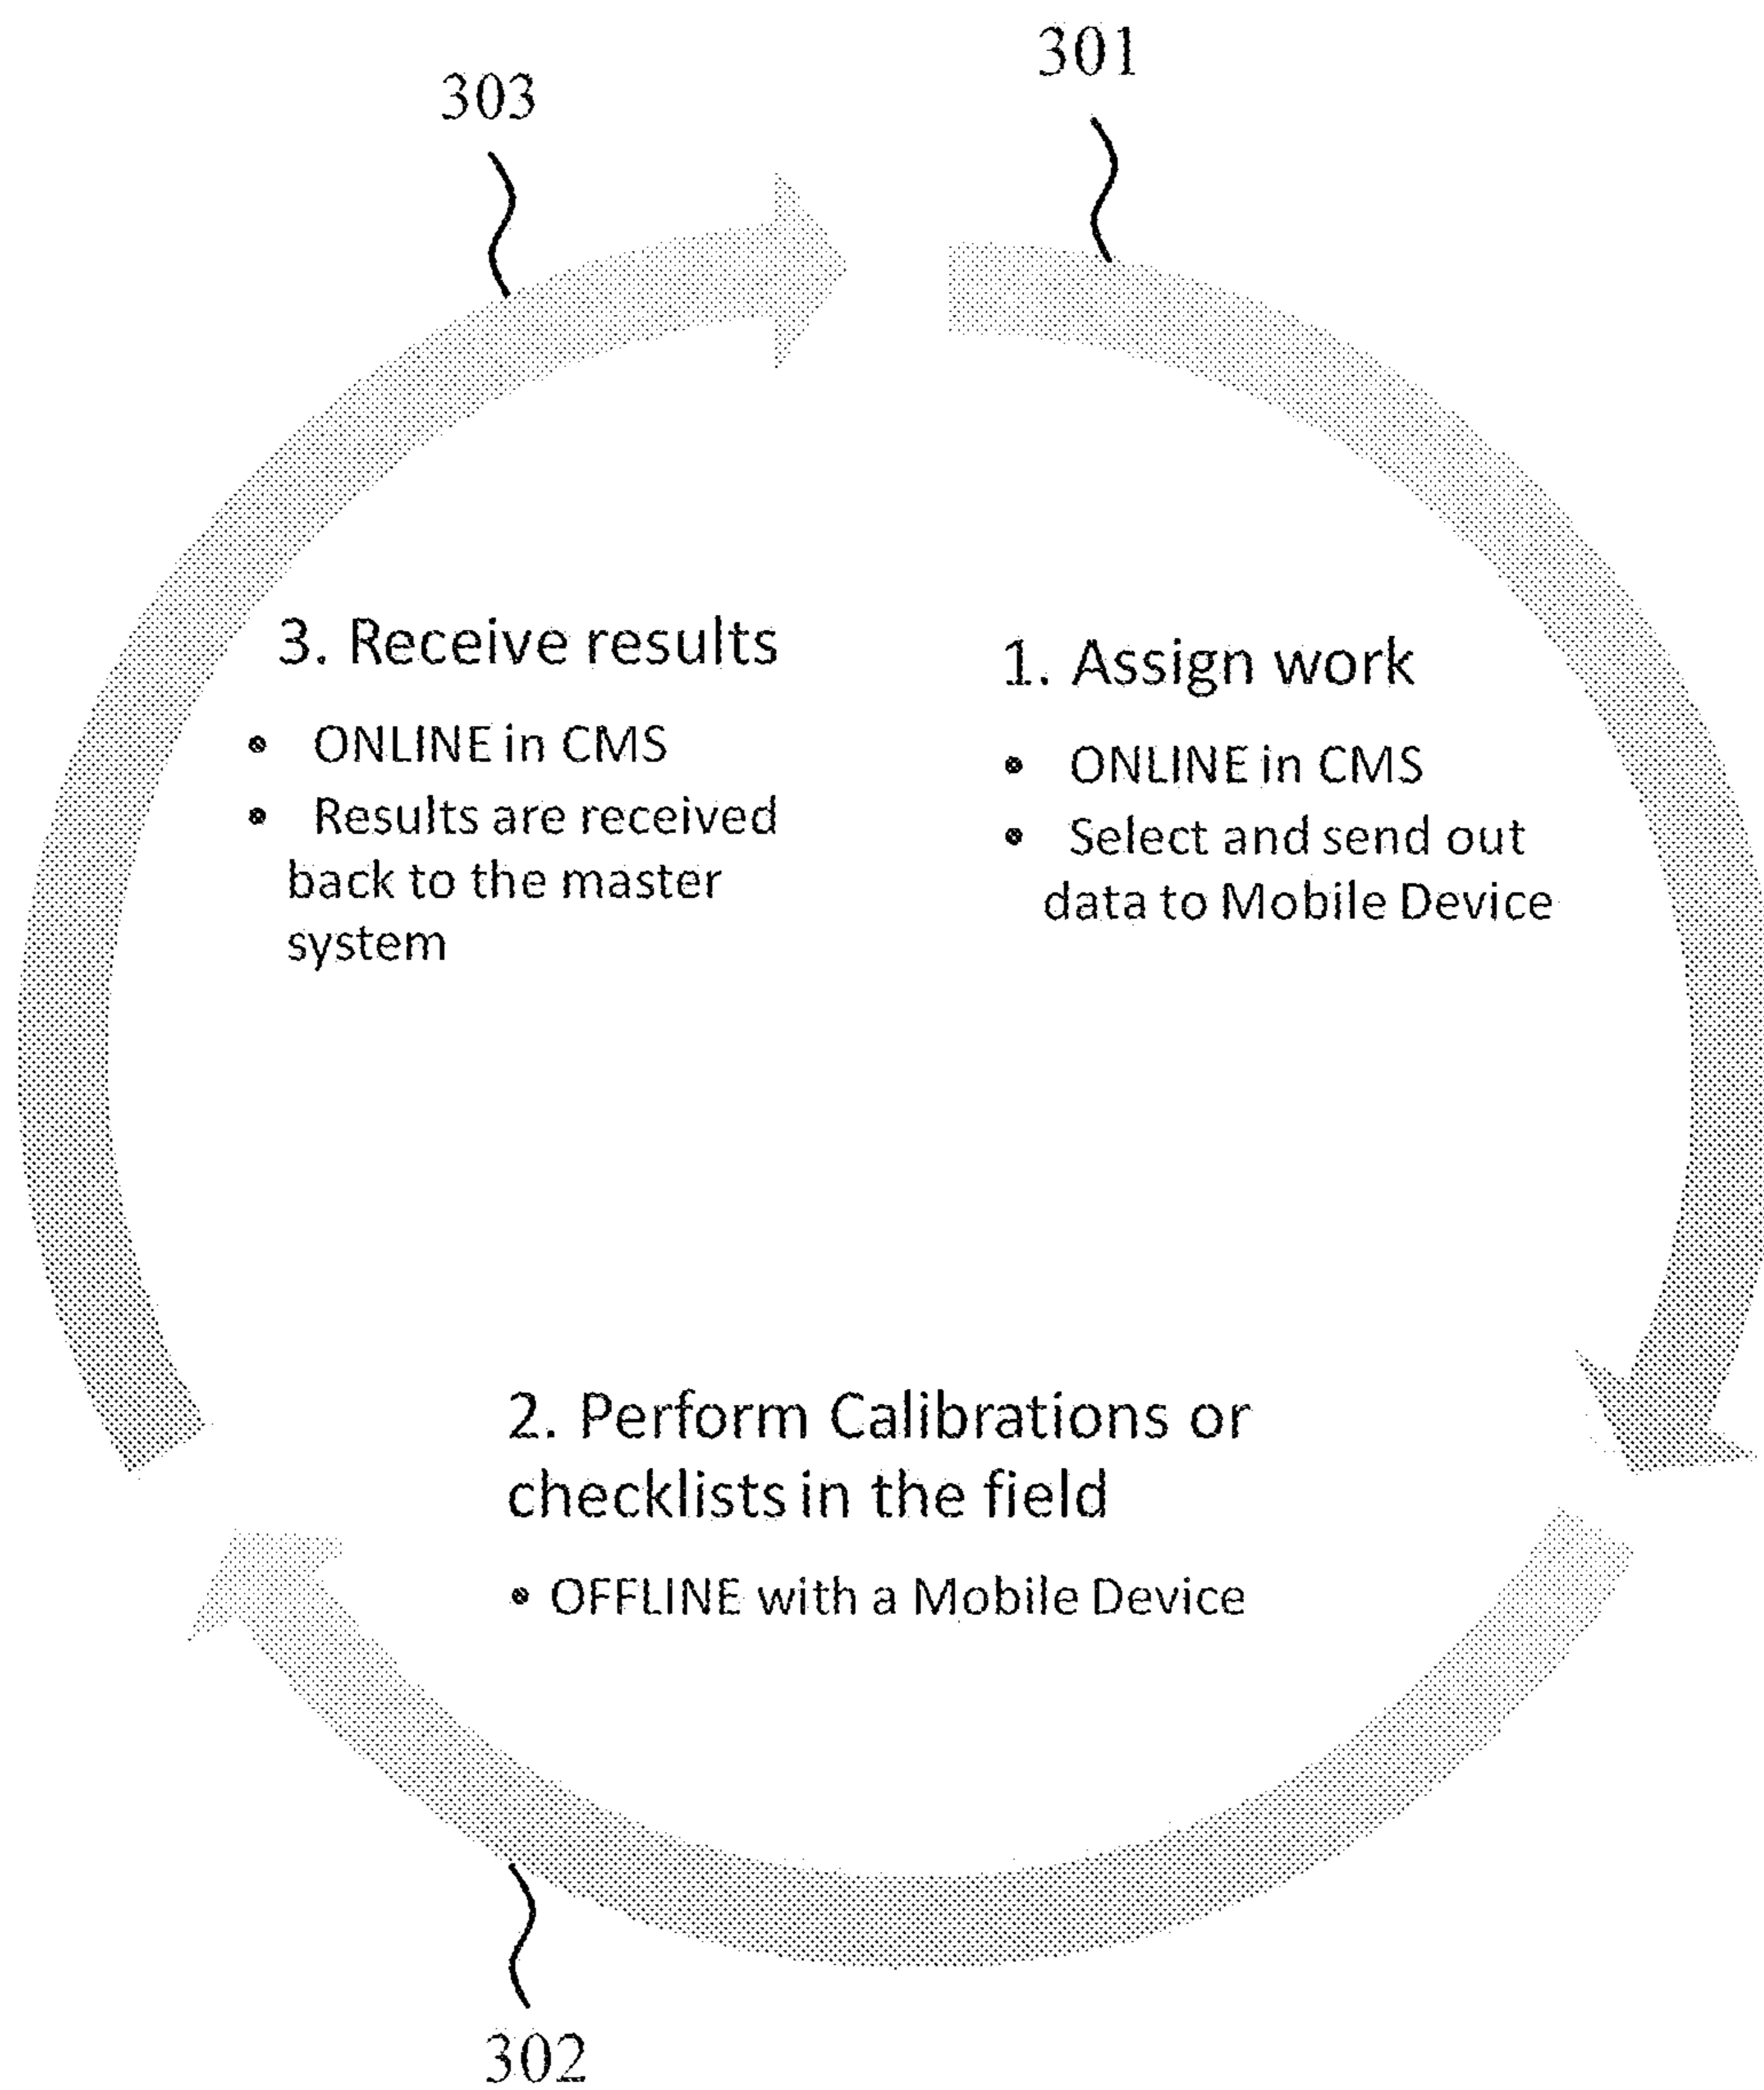 303
301
3. Receive results
• ONLINE in CMS
• Results are received
back to the master
system
1. Assign work
• ONLINE in CMS
• Select and send out
data to Mobile Device
2. Perform Calibrations or
checklists in the field
• OFFLINE with a Mobile Device
302